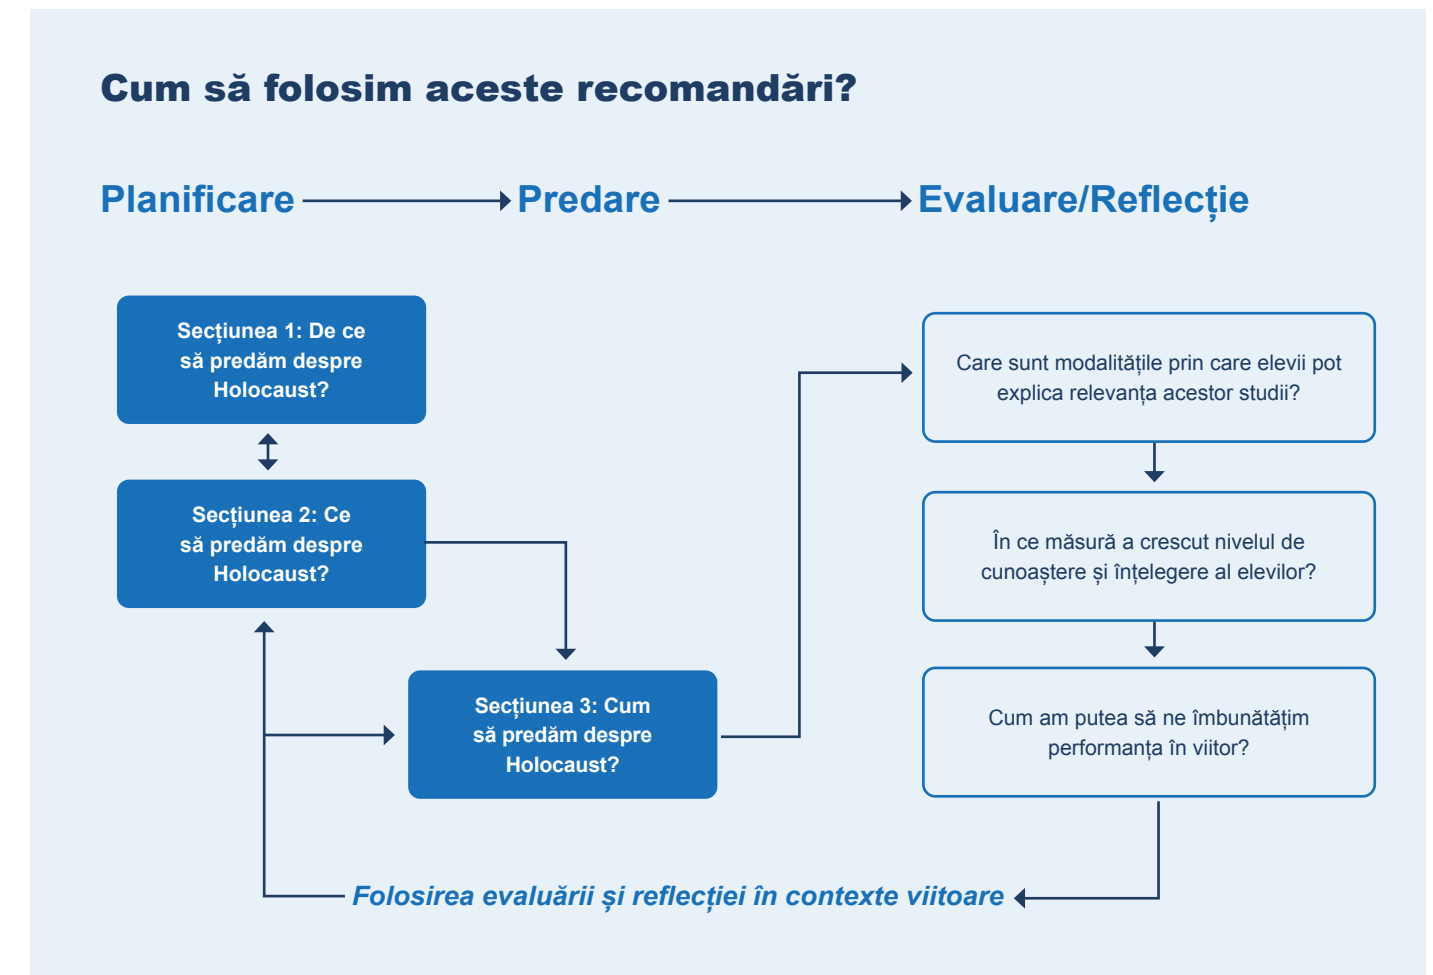 Cum să folosim aceste recomandări?
Planificare
Predare
Evaluare/Reflecție
Secțiunea 1: De ce
să predăm despre
Holocaust?
Secțiunea 2: Ce
să predăm despre
Holocaust?
Secțiunea 3: Cum
să predăm despre
Holocaust?
Care sunt modalitățile prin care elevii pot
explica relevanța acestor studii?
În ce măsură a crescut nivelul de
cunoaștere și înțelegere al elevilor?
Cum am putea să ne îmbunătățim
performanța în viitor?
Folosirea evaluării și reflecției în contexte viitoare